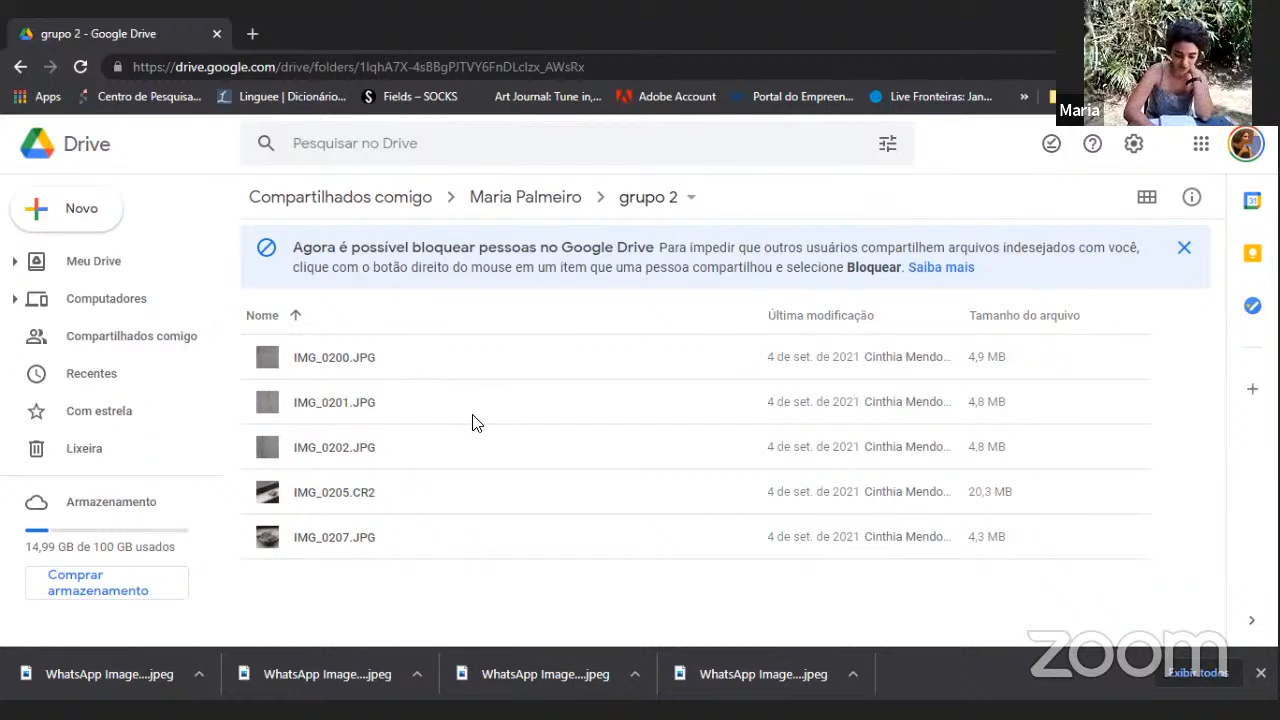 grupo 2 - Google Drive
https://drive.google.com/drive/folders/1IqhA7X-4sBBgPJTVY6FnDLcIzx_AWsRx
Apps
Centro de Pesquisa...
Linguee | Dicionário...
Fields – SOCKS
Art Journal: Tune in,...
Adobe Account
Portal do Empreen...
Live Fronteiras: Jan...
»
Maria
Drive
Pesquisar no Drive
Novo
Meu Drive
Computadores
Compartilhados comigo
Recentes
Com estrela
Lixeira
Armazenamento
14,99 GB de 100 GB usados
Comprar
armazenamento
Compartilhados comigo > Maria Palmeiro > grupo 2
Agora é possível bloquear pessoas no Google Drive Para impedir que outros usuários compartilhem arquivos indesejados com você,
clique com o botão direito do mouse em um item que uma pessoa compartilhou e selecione Bloquear. Saiba mais
Nome Última modificação Tamanho do arquivo
IMG_0200.JPG 4 de set. de 2021 Cinthia Mendo... 4,9 MB
IMG_0201.JPG 4 de set. de 2021 Cinthia Mendo... 4,8 MB
IMG_0202.JPG 4 de set. de 2021 Cinthia Mendo... 4,8 MB
IMG_0205.CR2 4 de set. de 2021 Cinthia Mendo... 20,3 MB
IMG_0207.JPG 4 de set. de 2021 Cinthia Mendo... 4,3 MB
31
WhatsApp Image....jpeg
WhatsApp Image....jpeg
WhatsApp Image....jpeg
WhatsApp Image....jpeg
Exibir todos
zoom